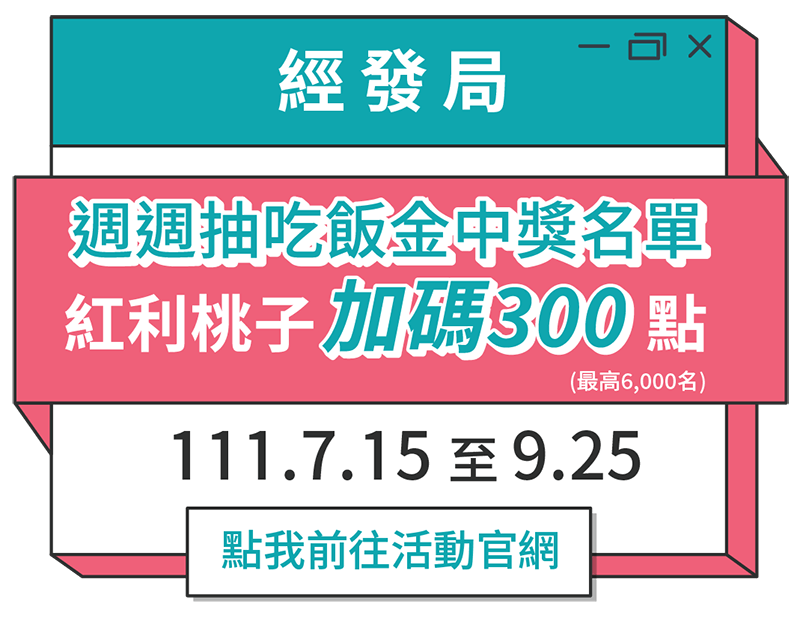 經發局
週週抽吃飯金中獎名單
紅利桃子加碼300點
(最高6,000名)
111.7.15至9.25
點我前往活動官網